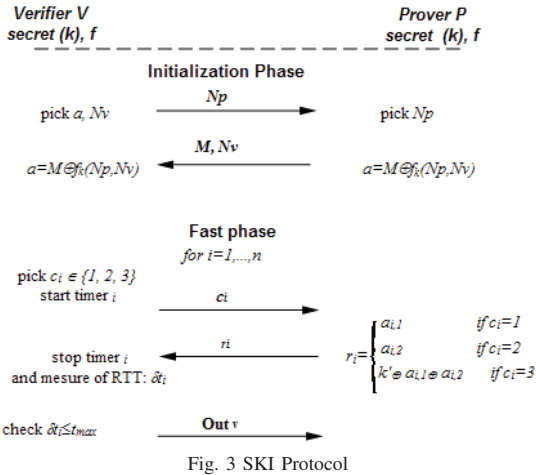 Verifier V Prover P
secret (k), f secret (k), f
Initialization Phase
pick a, Nv Np pick Np
M, Nv
a=M⊕fk(Np,Nv) a=M⊕fk(Np,Nv)
Fast phase
for i=1,...,n
pick ci ∈ {1, 2, 3}
start timer i
ci
ri
stop timer i
and mesure of RTT: δti
ri= { ai,1 if ci=1
ai,2 if ci=2
k'⊕ ai,1⊕ ai,2 if ci=3
check δti≤tmax Out v
Fig. 3 SKI Protocol